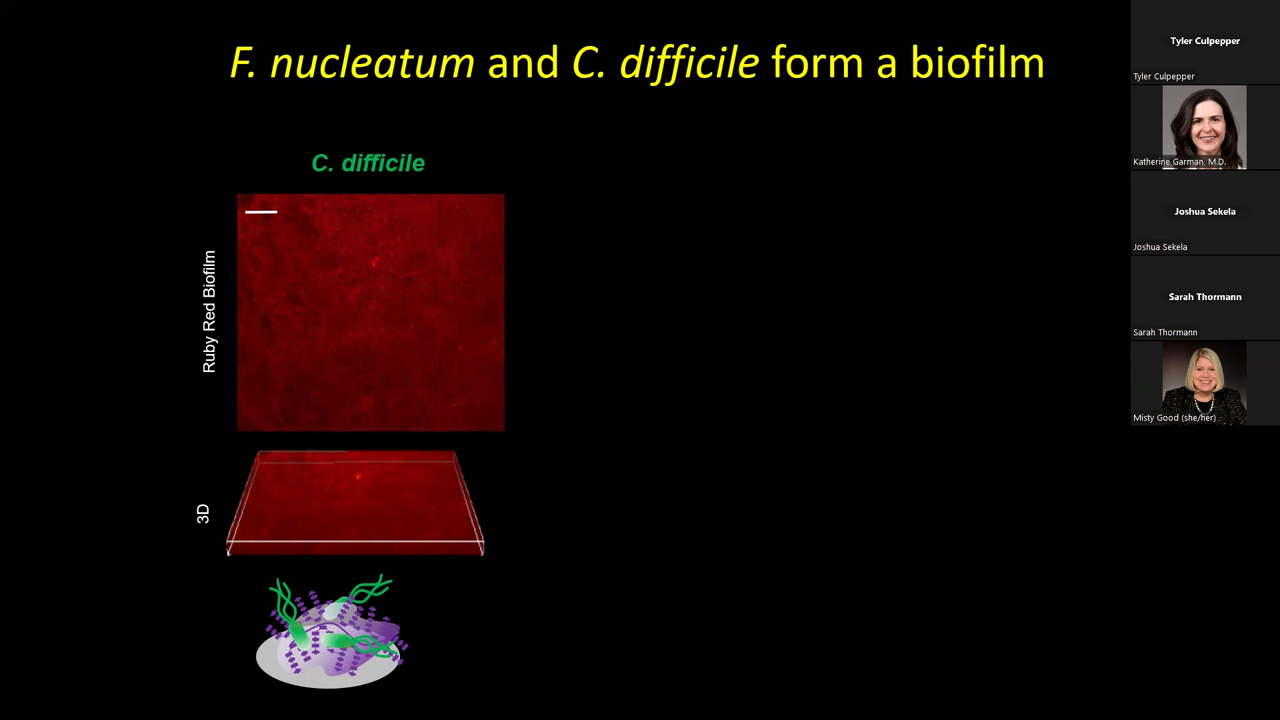 F. nucleatum and C. difficile form a biofilm
C. difficile
Ruby Red Biofilm
3D
Tyler Culpepper
Tyler Culpepper
Katherine Garman, M.D.
Joshua Sekela
Joshua Sekela
Sarah Thormann
Sarah Thormann
Misty Good (she/her)